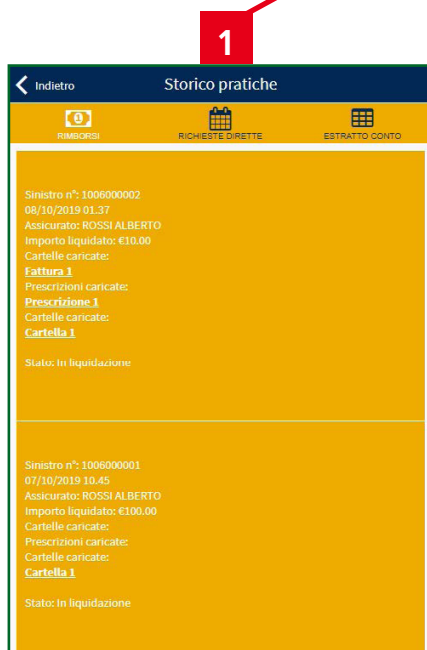 1
Indietro
Storico pratiche
RIMBORSI
RICHIESTE DIRETTE
ESTRATTO CONTO
Sinistro n°: 1006000002
08/10/2019 01.37
Assicurato: ROSSI ALBERTO
Importo liquidato: €10.00
Cartelle caricate:
Fattura 1
Prescrizioni caricate:
Prescrizione 1
Cartelle caricate:
Cartella 1
Stato: In liquidazione
Sinistro n°: 1006000001
07/10/2019 10.45
Assicurato: ROSSI ALBERTO
Importo liquidato: €100.00
Cartelle caricate:
Prescrizioni caricate:
Cartelle caricate:
Cartella 1
Stato: In liquidazione